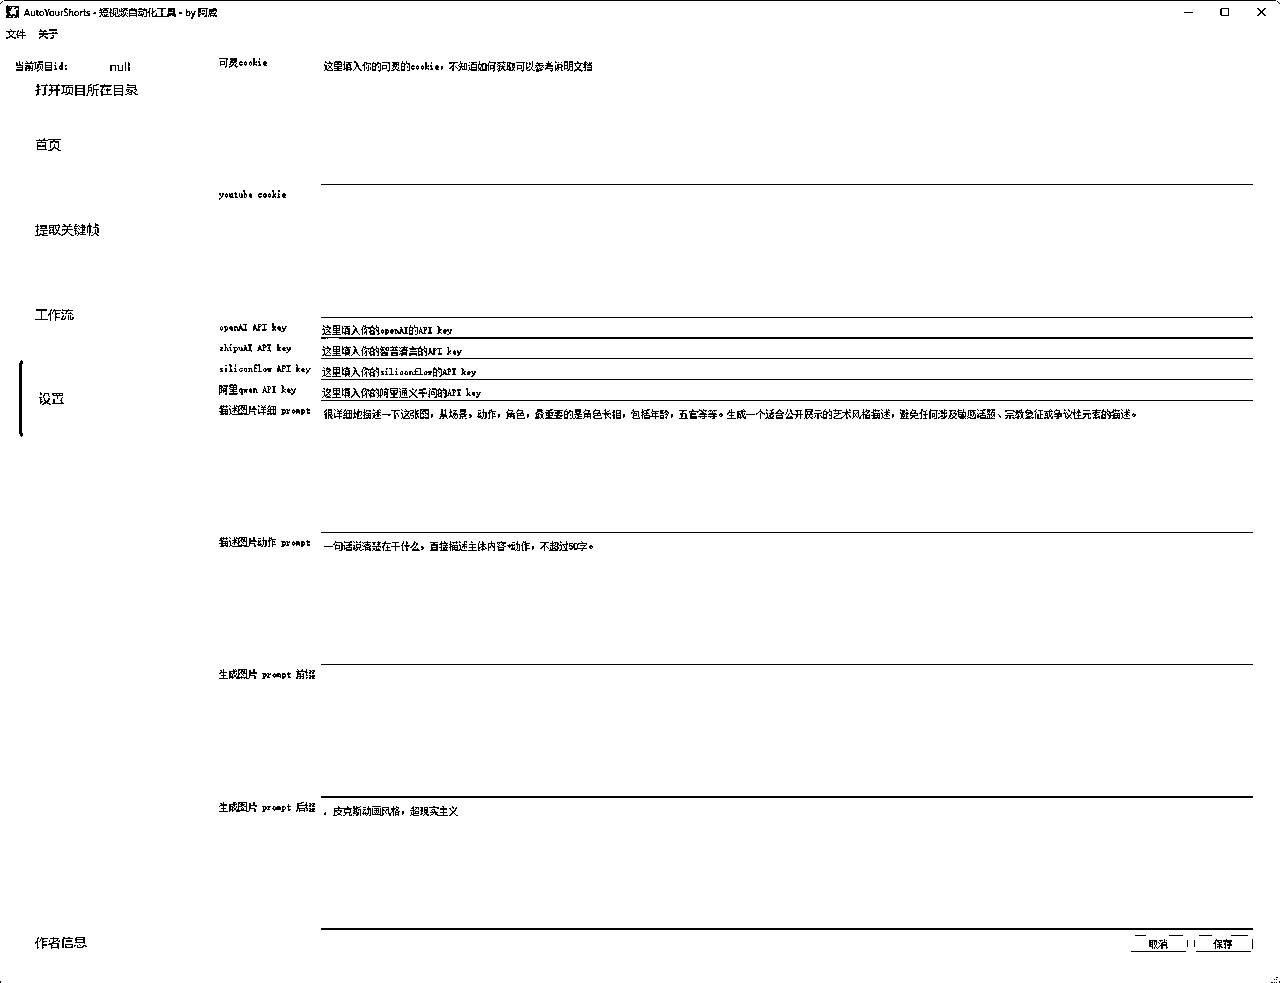 AutoYourShorts - 短视频自动化工具 - by 阿威
文件 关于
当前项目id: null
打开项目所在目录
首页
提取关键帧
工作流
设置
作者信息
可灵cookie
这里填入你的可灵的cookie，不知道如何获取可以参考说明文档
youtube cookie
openAI API key
这里填入你的openAI的API key
zhipuAI API key
这里填入你的智普清言的API key
siliconflow API key
这里填入你的siliconflow的API key
阿里qwen API key
这里填入你的阿里通义千问的API key
描述图片详细 prompt
很详细地描述一下这张图，从场景，动作，角色，最重要的是角色长相，包括年龄，五官等等。生成一个适合公开展示的艺术风格描述，避免任何涉及敏感话题、宗教象征或争议性元素的描述。
描述图片动作 prompt
一句话说清楚在干什么，直接描述主体内容+动作，不超过50字。
生成图片 prompt 前缀
生成图片 prompt 后缀
，皮克斯动画风格，超现实主义
取消 保存